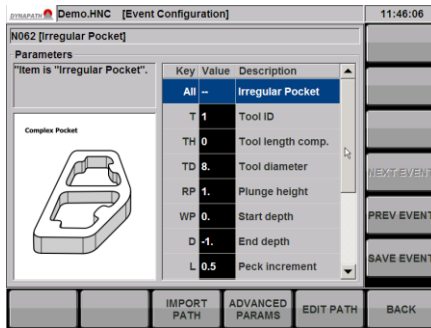 DYNAPATH Demo.HNC [Event Configuration] 11:46:06
N062 [Irregular Pocket]
Parameters
"Item is "Irregular Pocket".
Key Value Description
All -- Irregular Pocket
T 1 Tool ID
TH 0 Tool length comp.
TD 8. Tool diameter
RP 1. Plunge height
WP 0. Start depth
D -1. End depth
L 0.5 Peck increment
Complex Pocket
NEXT EVENT
PREV EVENT
SAVE EVENT
IMPORT PATH
ADVANCED PARAMS
EDIT PATH
BACK